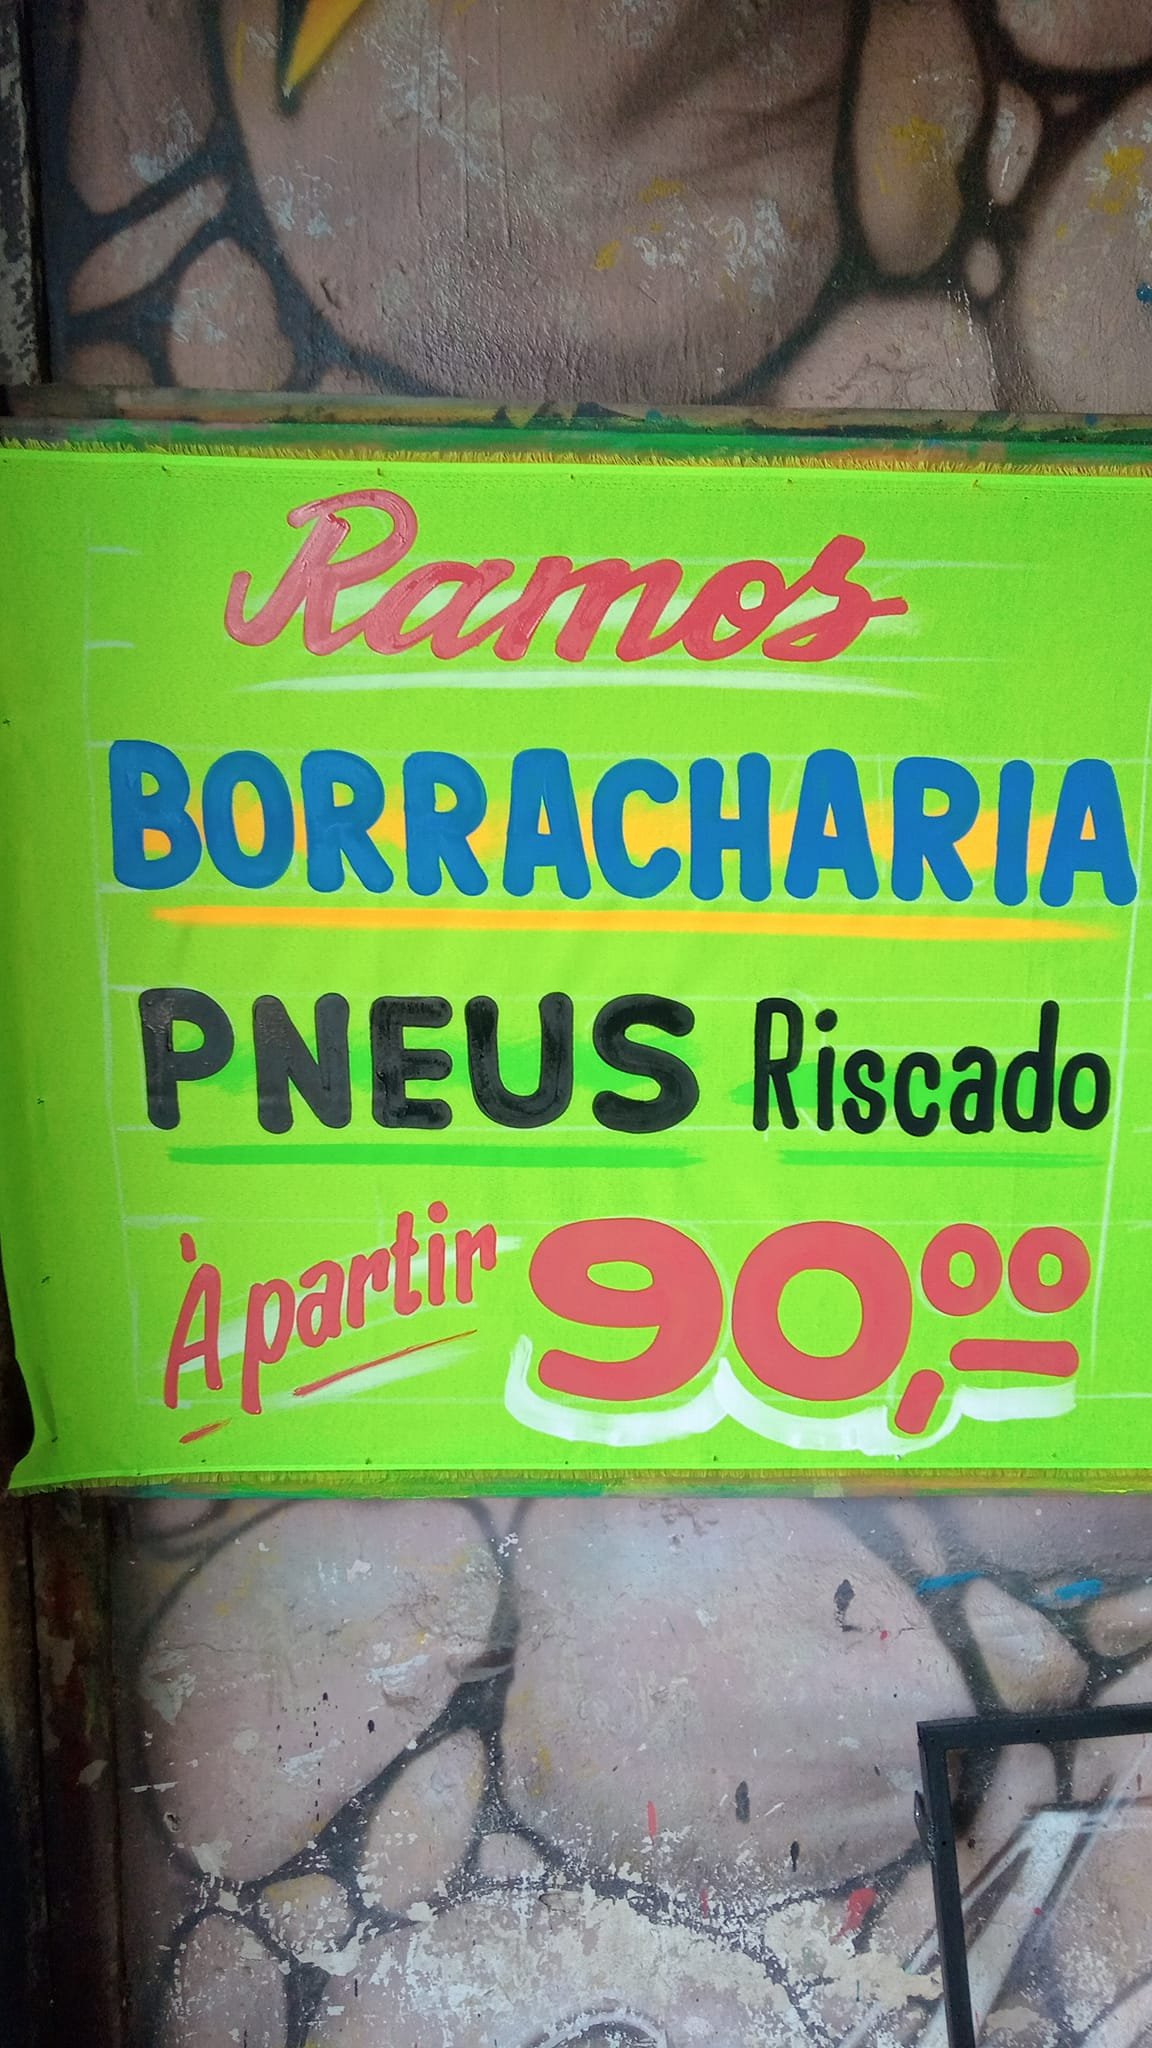 Ramos
BORRACHARIA
PNEUS Riscado
À partir 90,00